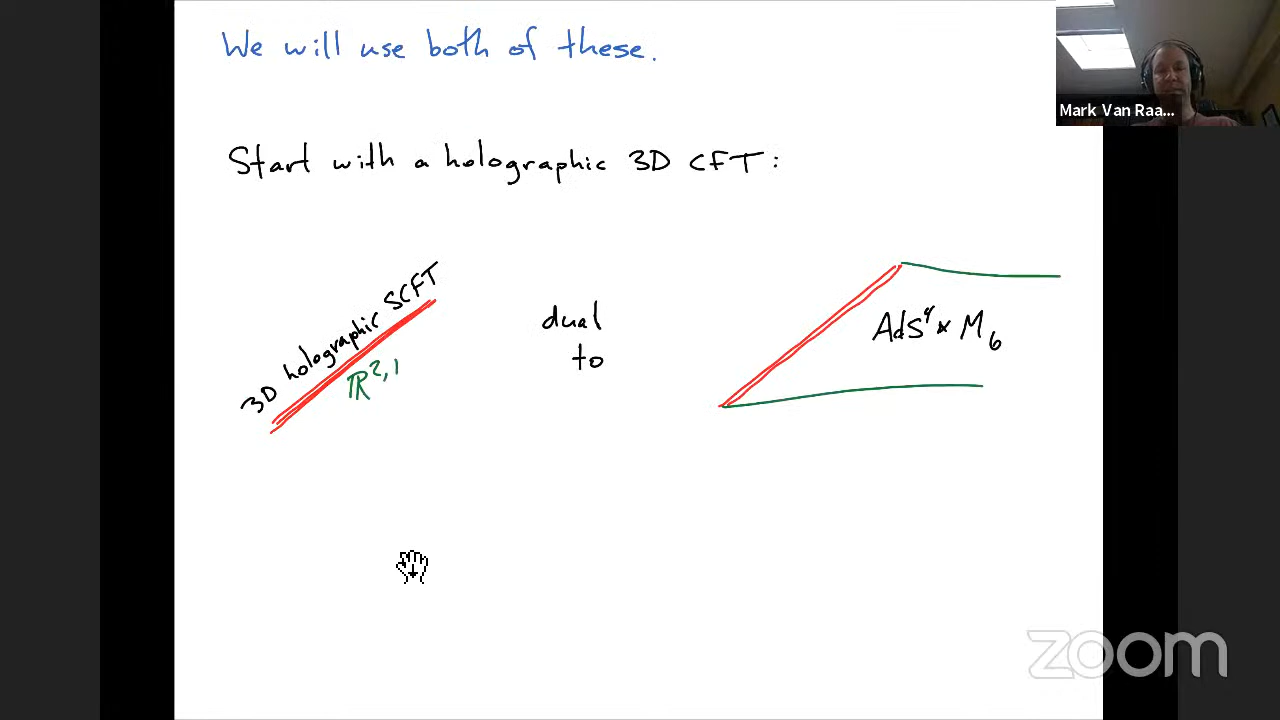 We will use both of these.
Mark Van Raa...
Start with a holographic 3D CFT:
3D holographic SCFT
ℝ²,¹
dual
to
AdS⁴ × M₆
zoom